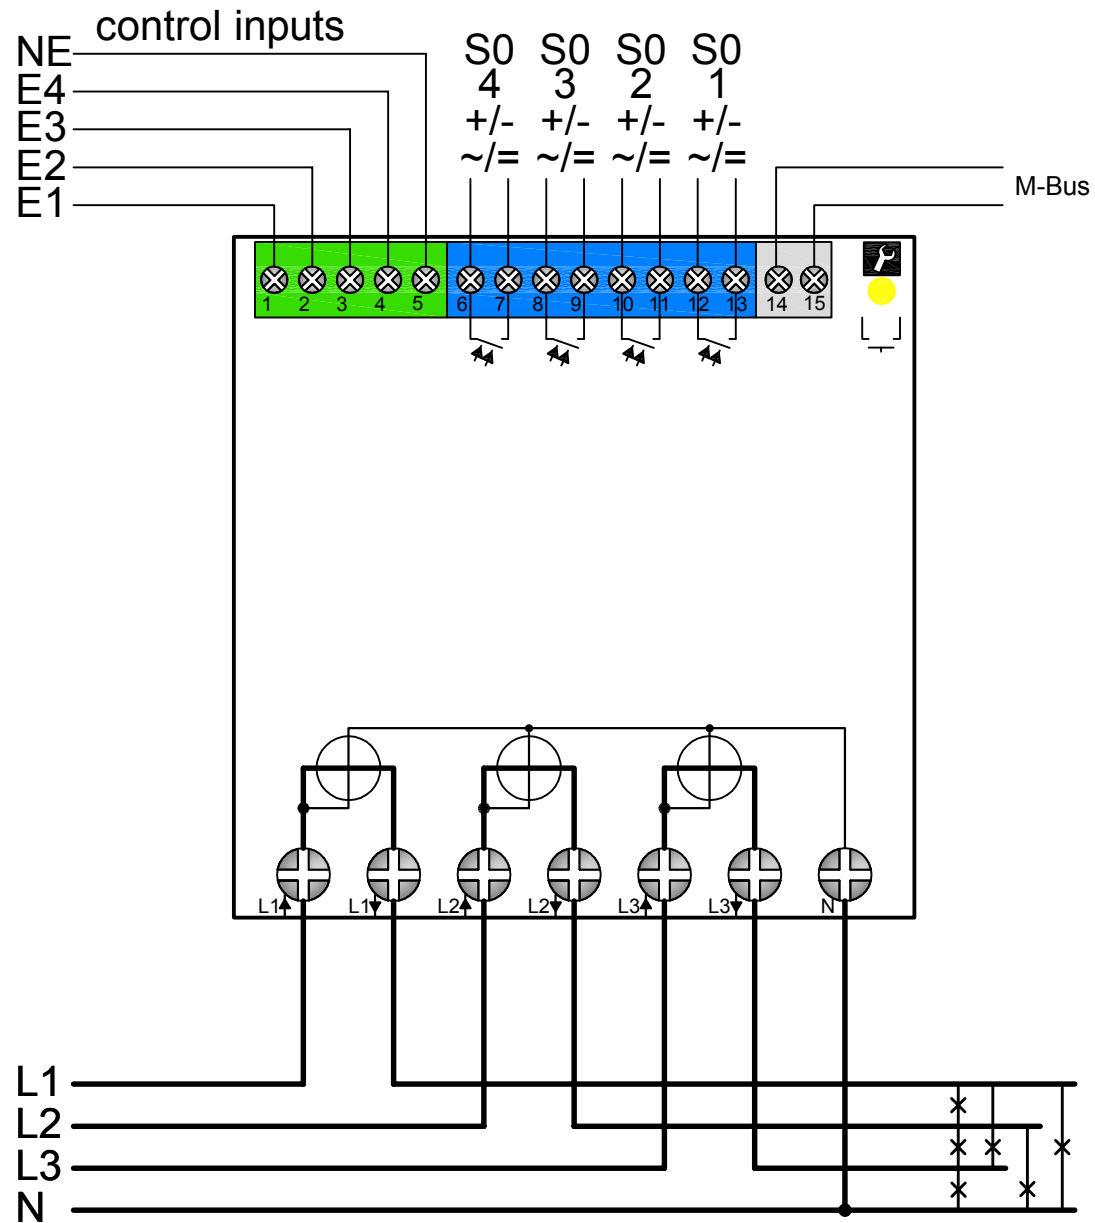 control inputs
NE
E4
E3
E2
E1
S0 S0 S0 S0
4 3 2 1
+/- +/- +/- +/-
~/= ~/= ~/= ~/=
M-Bus
1 2 3 4 5 6 7 8 9 10 11 12 13 14 15
L1 L1 L2 L2 L3 L3 N
L1
L2
L3
N